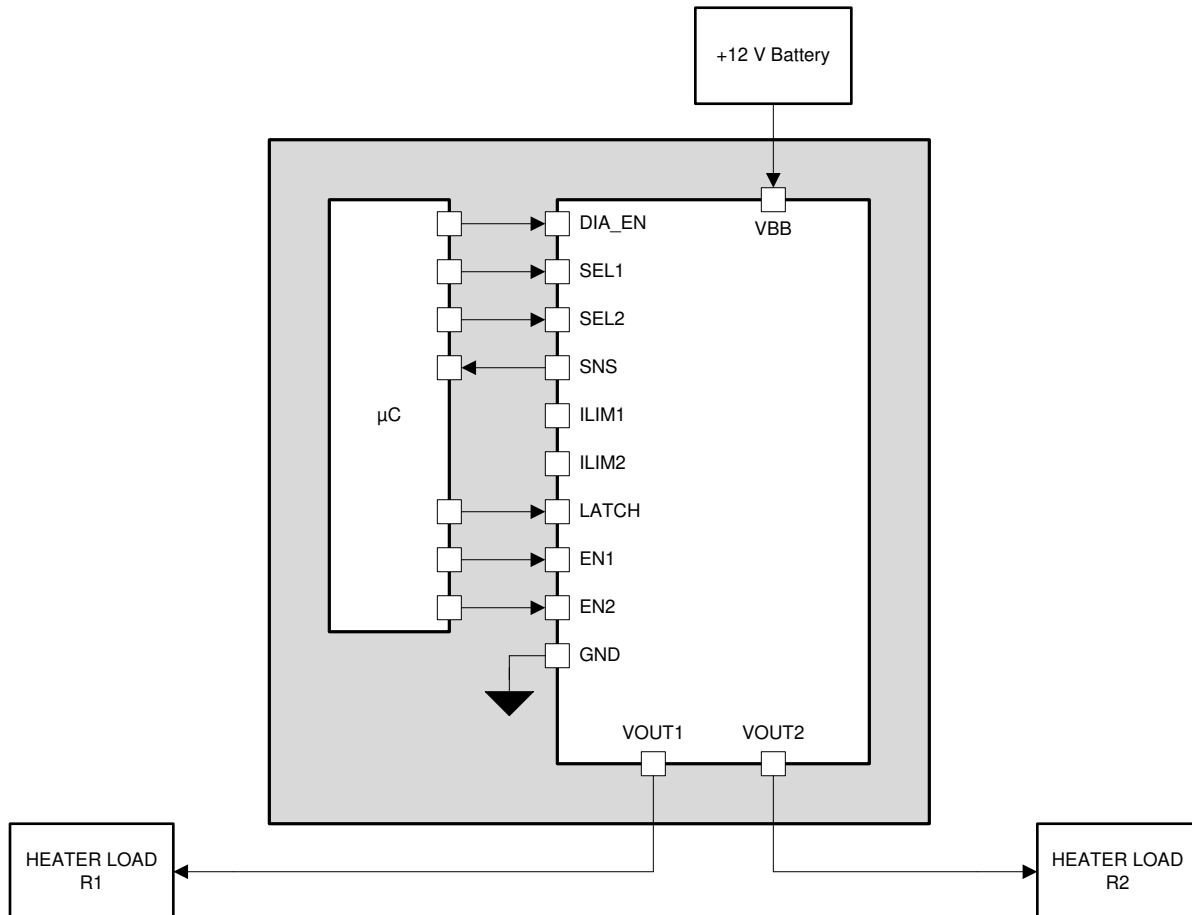 +12 V Battery
VBB
DIA_EN
SEL1
SEL2
SNS
ILIM1
ILIM2
LATCH
EN1
EN2
GND
µC
VOUT1
VOUT2
HEATER LOAD
R1
HEATER LOAD
R2